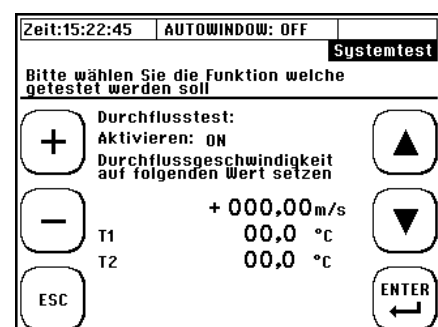 Zeit:15:22:45 AUTOWINDOW: OFF
Systemtest
Bitte wählen Sie die Funktion welche
getestet werden soll
Durchflusstest:
Aktivieren: ON
Durchflussgeschwindigkeit
auf folgenden Wert setzen
+
+ 000,00m/s
−
T1 00,0 °C
T2 00,0 °C
ESC
ENTER